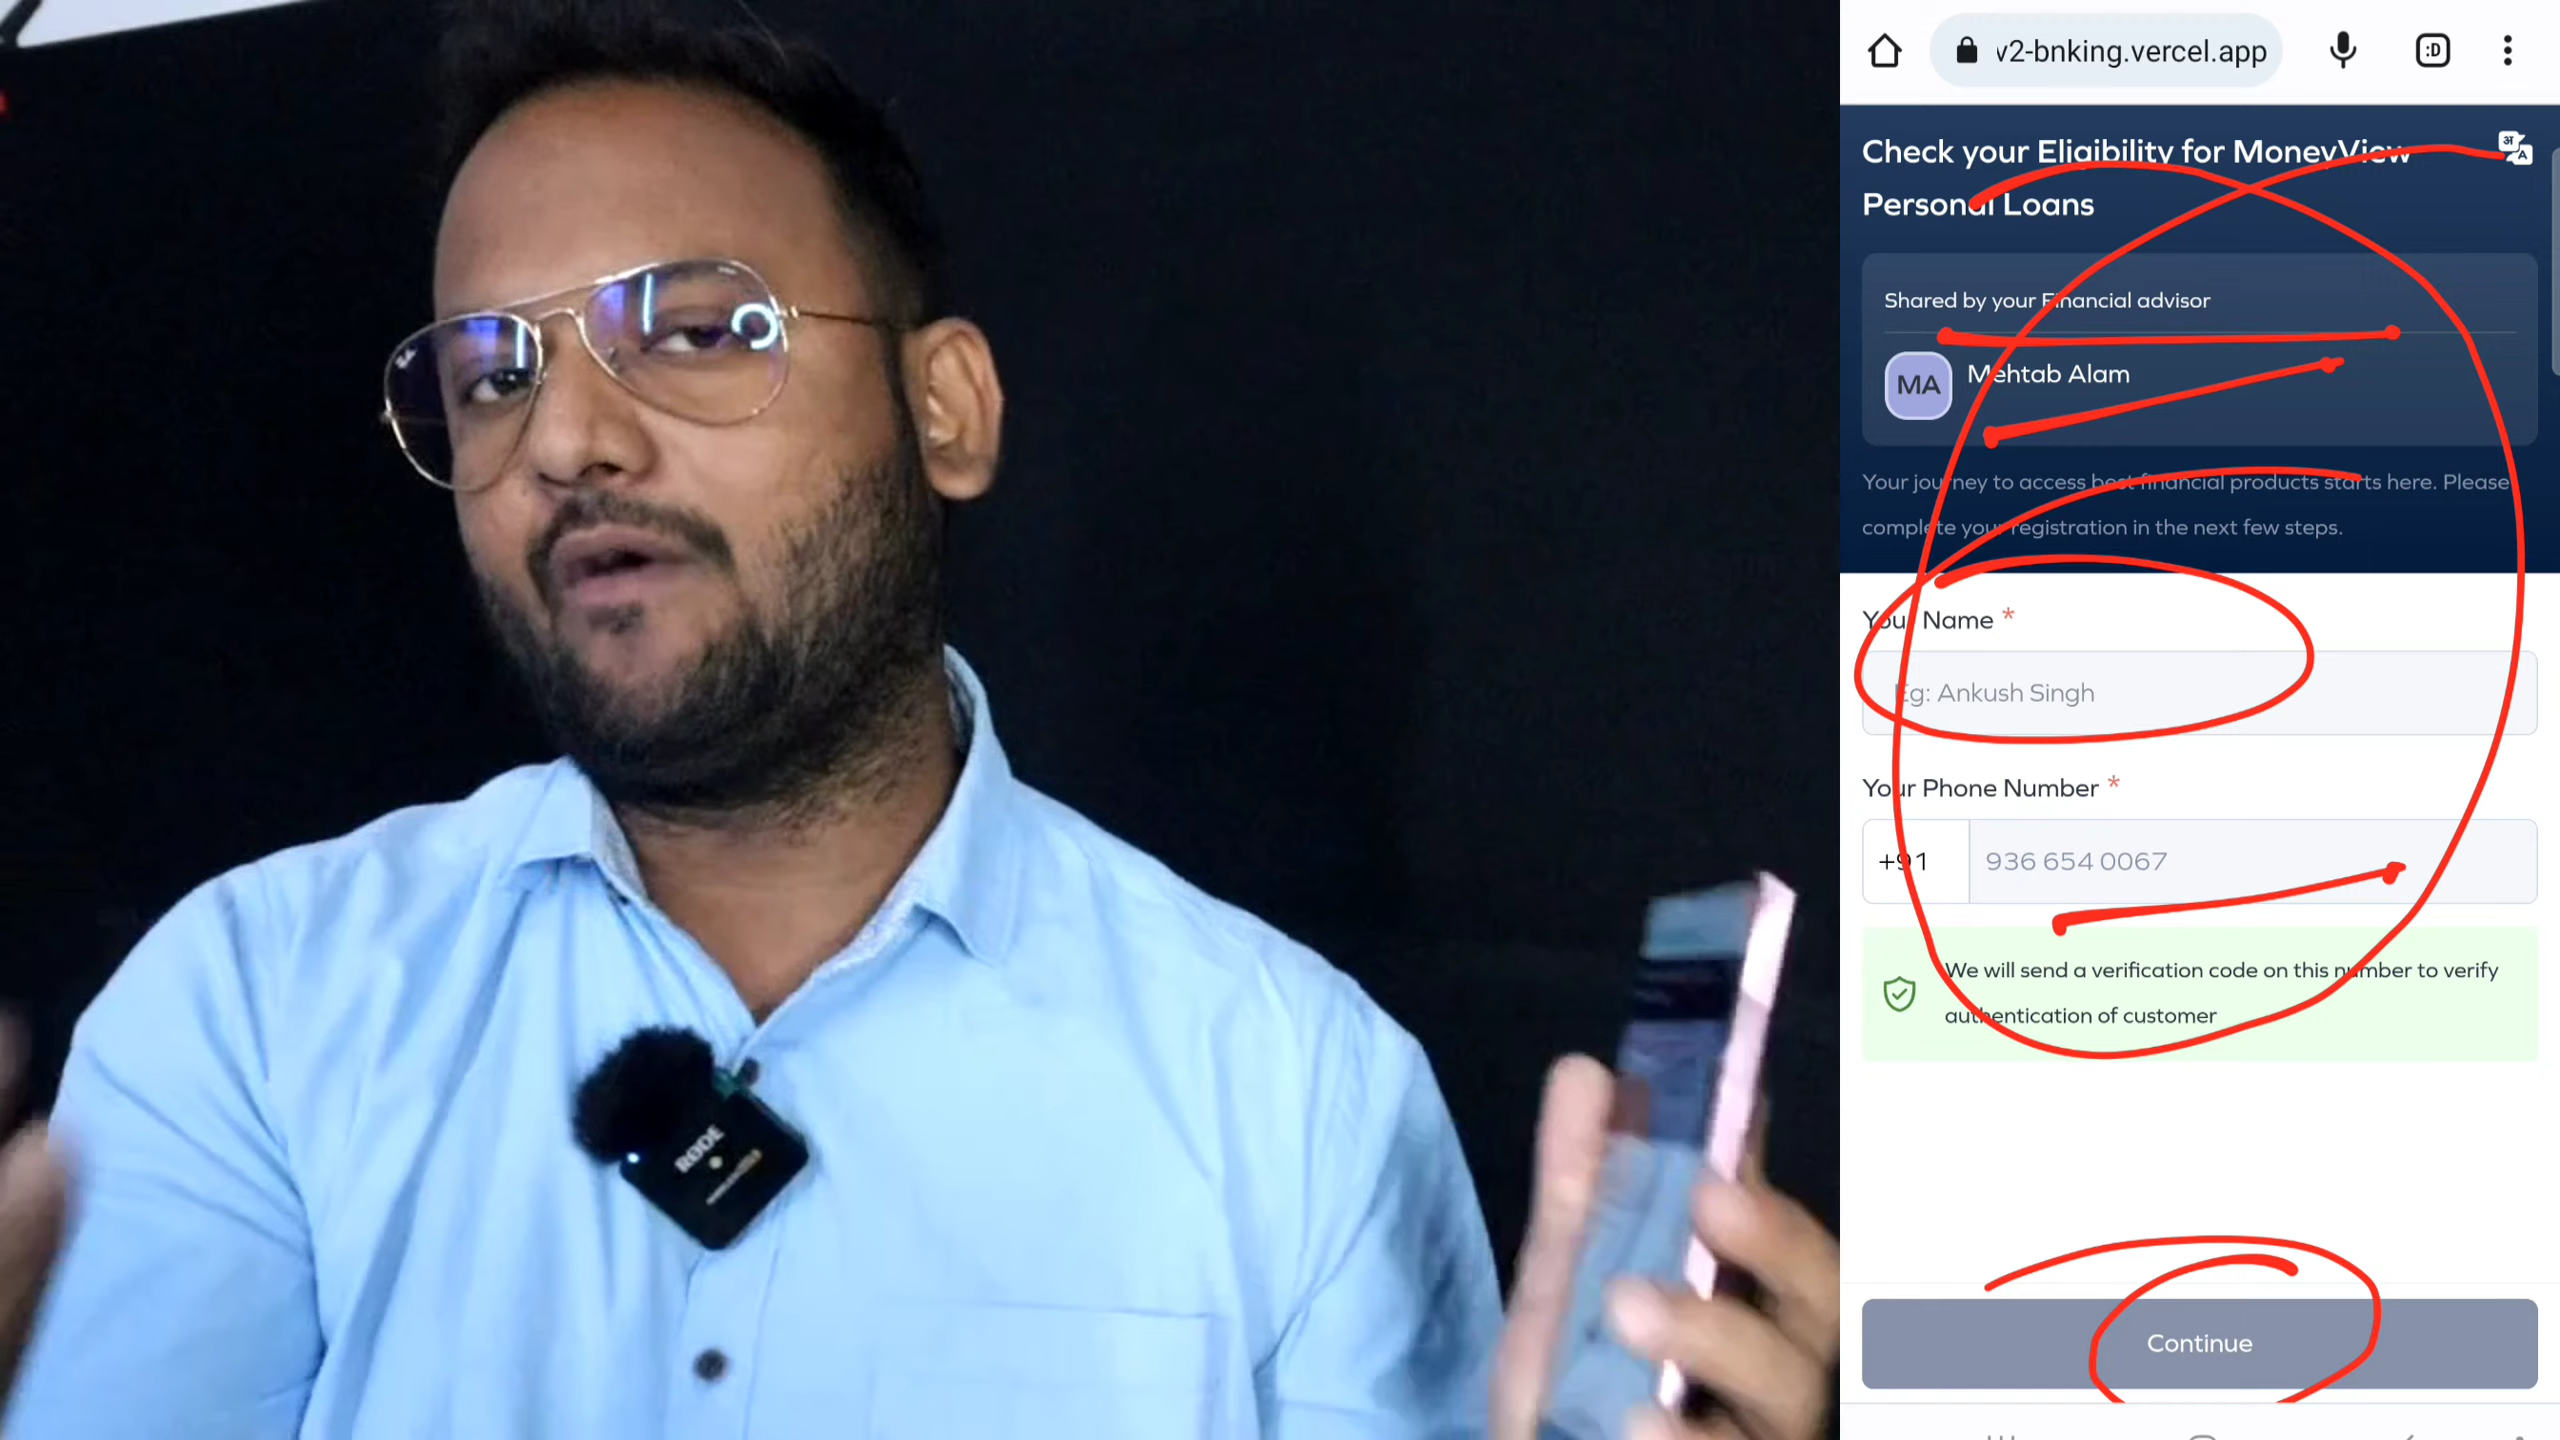 v2-bnking.vercel.app
:D
Check your Eligibility for MoneyView
Personal Loans
अ
A
Shared by your Financial advisor
MA
Mehtab Alam
Your journey to access best financial products starts here. Please
complete your registration in the next few steps.
Your Name *
Eg: Ankush Singh
Your Phone Number *
+91
936 654 0067
We will send a verification code on this number to verify
authentication of customer
Continue
RØDE